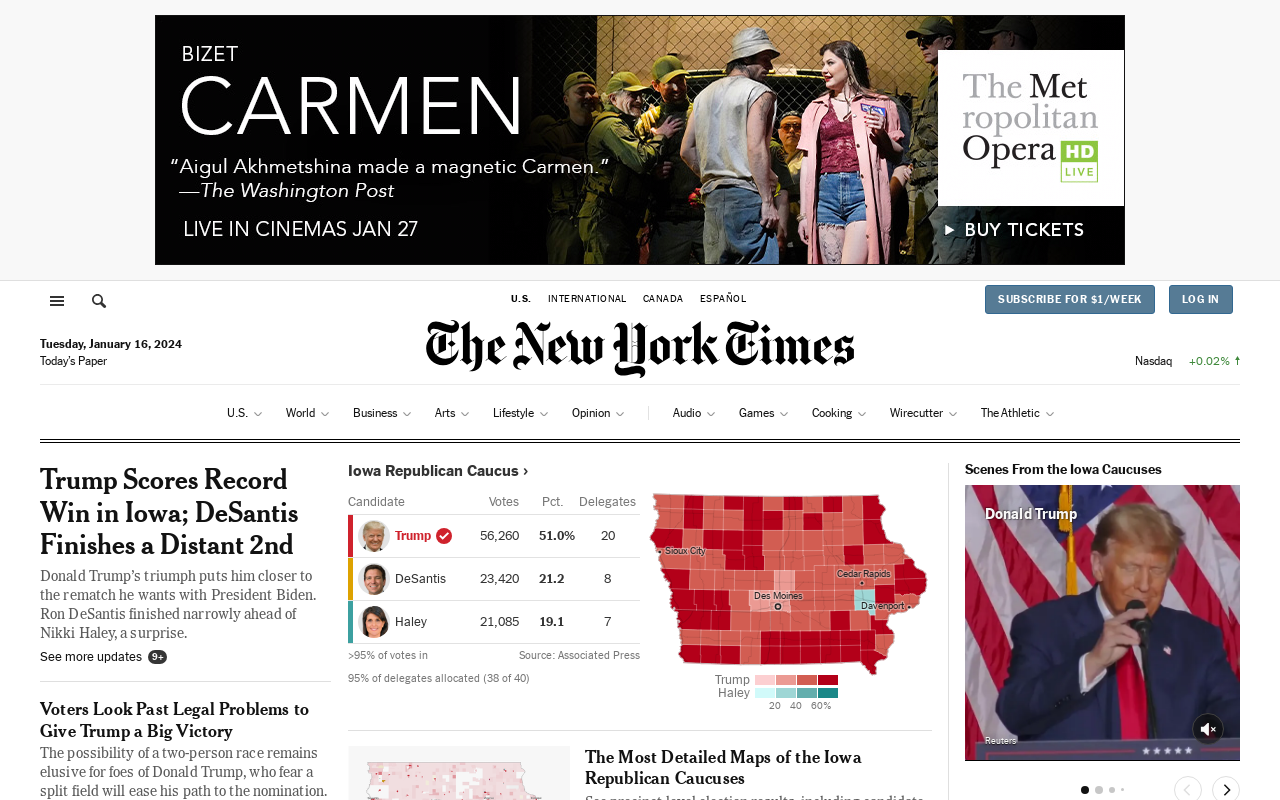 BIZET
CARMEN
“Aigul Akhmetshina made a magnetic Carmen.”
—The Washington Post
LIVE IN CINEMAS JAN 27
The Met
ropolitan
Opera HD
LIVE
BUY TICKETS
U.S. INTERNATIONAL CANADA ESPAÑOL
SUBSCRIBE FOR $1/WEEK LOG IN
The New York Times
Tuesday, January 16, 2024
Today’s Paper
Nasdaq +0.02%
U.S. World Business Arts Lifestyle Opinion Audio Games Cooking Wirecutter The Athletic
Trump Scores Record
Win in Iowa; DeSantis
Finishes a Distant 2nd
Donald Trump’s triumph puts him closer to
the rematch he wants with President Biden.
Ron DeSantis finished narrowly ahead of
Nikki Haley, a surprise.
See more updates 9+
Voters Look Past Legal Problems to
Give Trump a Big Victory
The possibility of a two-person race remains
elusive for foes of Donald Trump, who fear a
split field will ease his path to the nomination.
Iowa Republican Caucus ›
Candidate Votes Pct. Delegates
Trump 56,260 51.0% 20
DeSantis 23,420 21.2 8
Haley 21,085 19.1 7
>95% of votes in Source: Associated Press
95% of delegates allocated (38 of 40)
Sioux City
Cedar Rapids
Des Moines
Davenport
Trump
Haley
20 40 60%
The Most Detailed Maps of the Iowa
Republican Caucuses
See precinct-level election results, including candidate
Scenes From the Iowa Caucuses
Donald Trump
Reuters